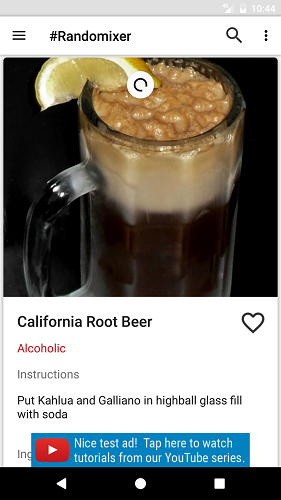 10:44
#Randomixer
California Root Beer
Alcoholic
Instructions
Put Kahlua and Galliano in highball glass fill
with soda
Nice test ad! Tap here to watch
tutorials from our YouTube series.